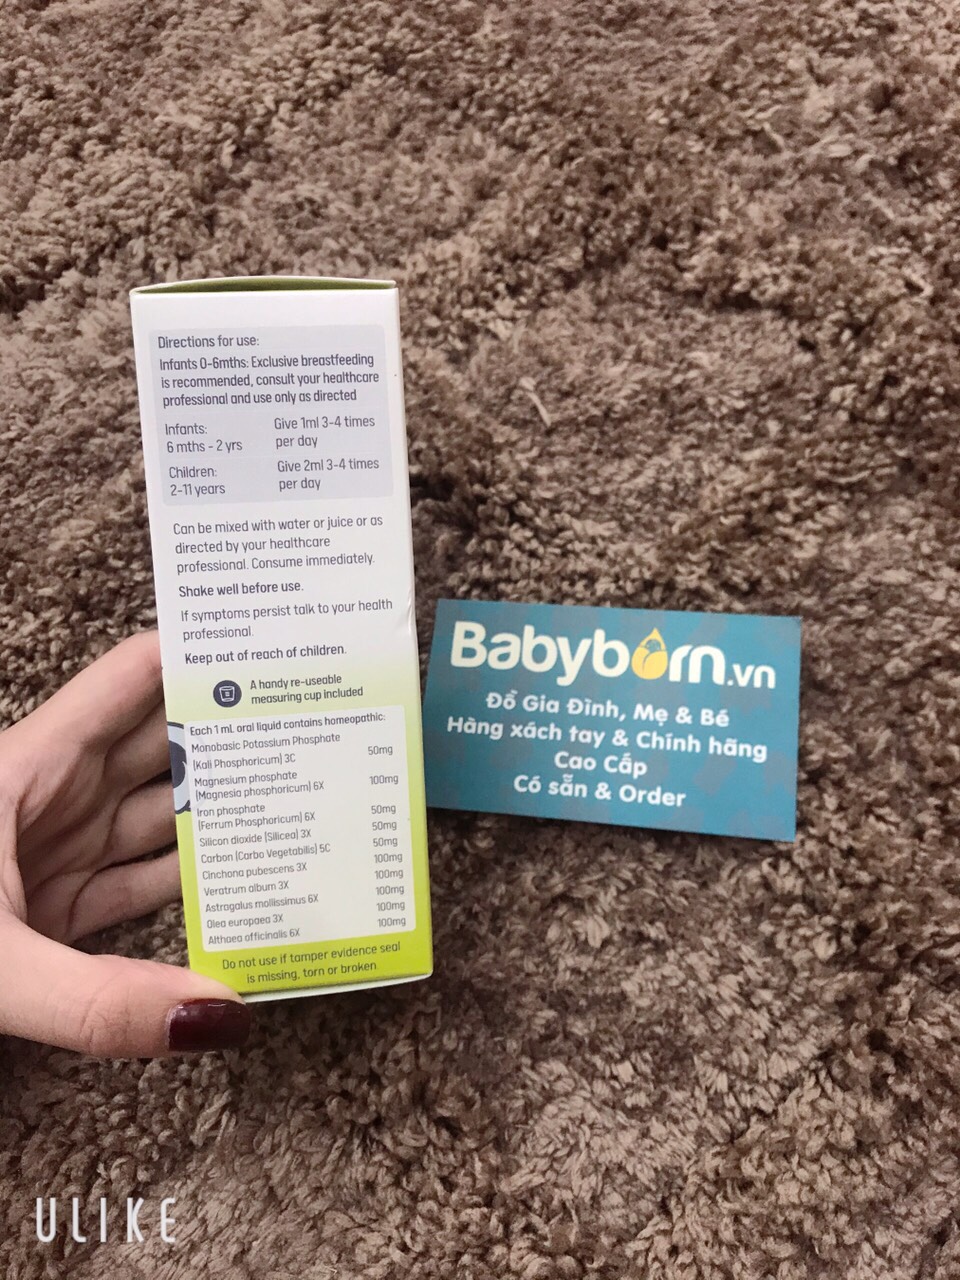 Directions for use:
Infants 0-6mths: Exclusive breastfeeding
is recommended, consult your healthcare
professional and use only as directed
Infants: Give 1ml 3-4 times
6 mths - 2 yrs per day
Children: Give 2ml 3-4 times
2-11 years per day
Can be mixed with water or juice or as
directed by your healthcare
professional. Consume immediately.
Shake well before use.
If symptoms persist talk to your health
professional.
Keep out of reach of children.
A handy re-useable
measuring cup included
Each 1 mL oral liquid contains homeopathic:
Monobasic Potassium Phosphate
(Kali Phosphoricum) 3C 50mg
Magnesium phosphate
(Magnesia phosphoricum) 6X 100mg
Iron phosphate
(Ferrum Phosphoricum) 6X 50mg
Silicon dioxide (Silicea) 3X 50mg
Carbon (Carbo Vegetabilis) 5C 50mg
Cinchona pubescens 3X 100mg
Veratrum album 3X 100mg
Astragalus mollissimus 6X 100mg
Olea europaea 3X 100mg
Althaea officinalis 6X 100mg
Do not use if tamper evidence seal
is missing, torn or broken
Babyborn.vn
Đồ Gia Đình, Mẹ & Bé
Hàng xách tay & Chính hãng
Cao Cấp
Có sẵn & Order
ULIKE